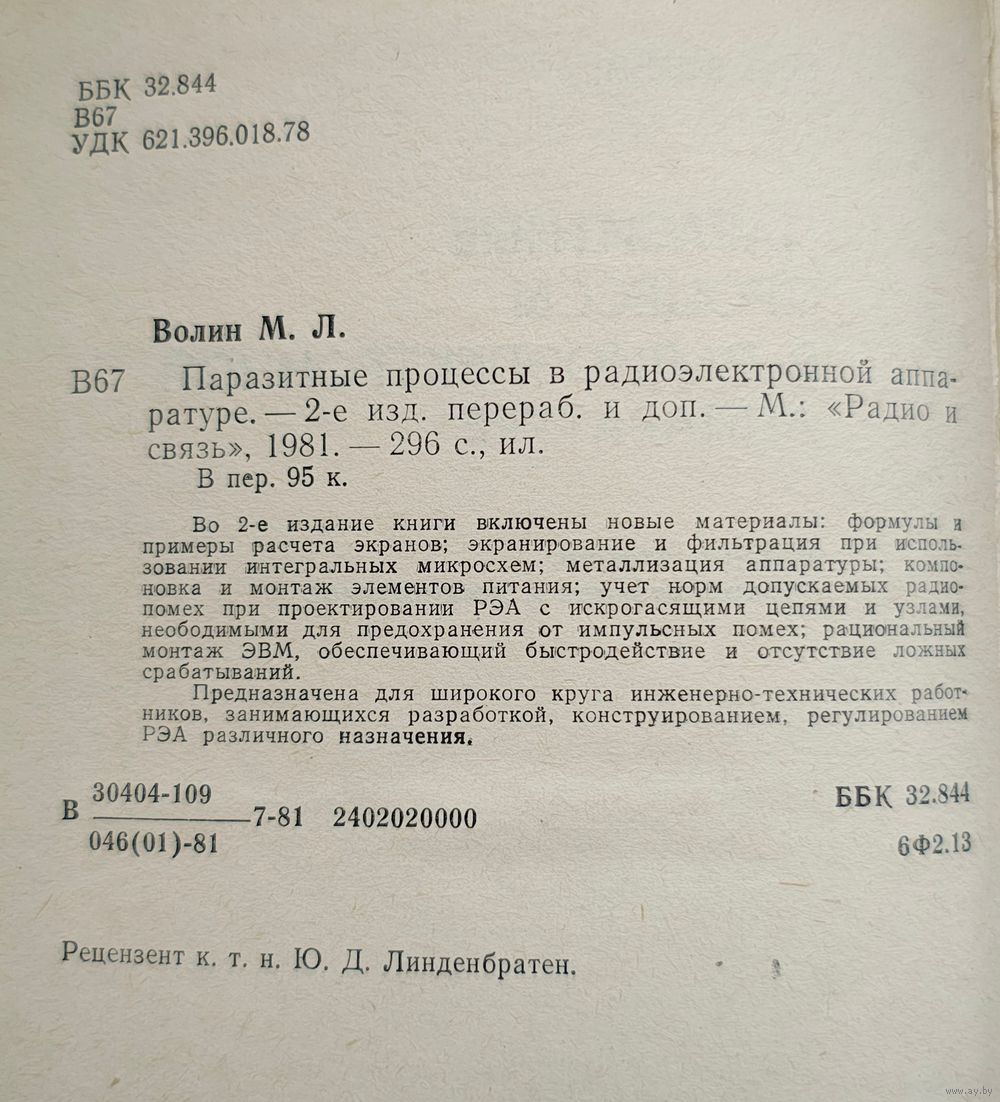 ББК 32.844
В67
УДК 621.396.018.78
Волин М. Л.
В67 Паразитные процессы в радиоэлектронной аппа-
ратуре. — 2-е изд. перераб. и доп. — М.: «Радио и
связь», 1981. — 296 с., ил.
В пер. 95 к.
Во 2-е издание книги включены новые материалы: формулы и
примеры расчета экранов; экранирование и фильтрация при исполь-
зовании интегральных микросхем; металлизация аппаратуры; компо-
новка и монтаж элементов питания; учет норм допускаемых радио-
помех при проектировании РЭА с искрогасящими цепями и узлами,
неободимыми для предохранения от импульсных помех; рациональный
монтаж ЭВМ, обеспечивающий быстродействие и отсутствие ложных
срабатываний.
Предназначена для широкого круга инженерно-технических работ-
ников, занимающихся разработкой, конструированием, регулированием
РЭА различного назначения.
В 30404-109
046(01)-81 7-81 2402020000
ББК 32.844
6Ф2.13
Рецензент к. т. н. Ю. Д. Линденбратен.
www.ay.by